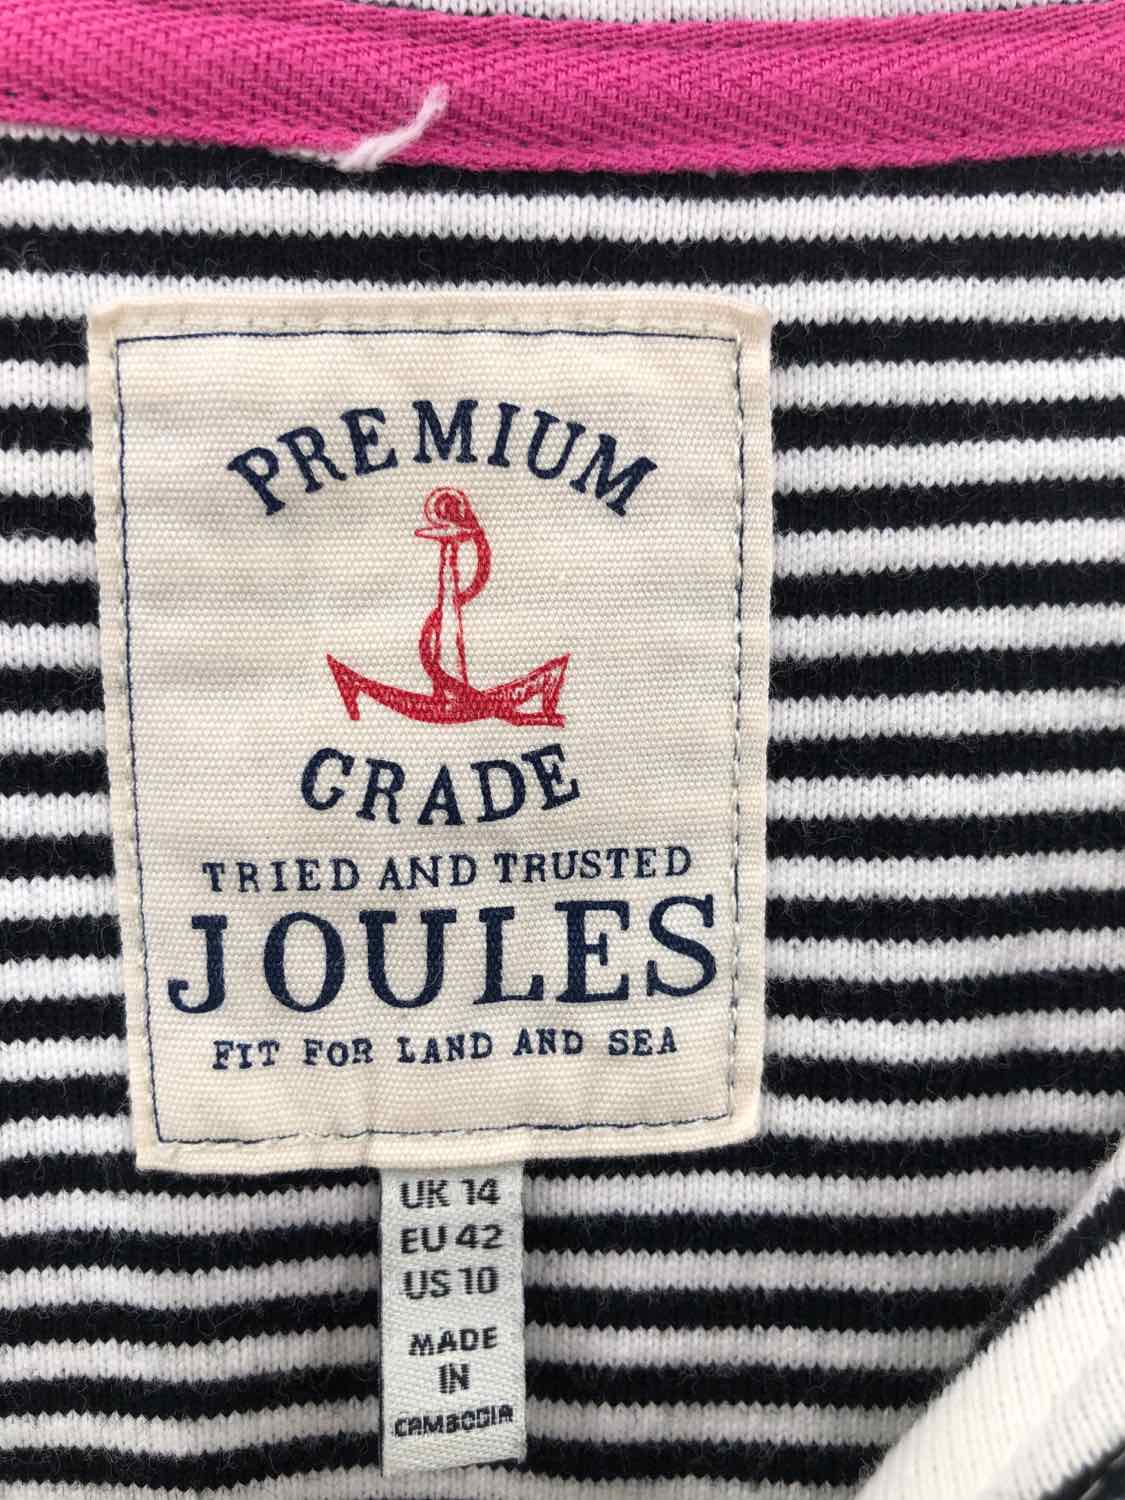 PREMIUM
GRADE
TRIED AND TRUSTED
JOULES
FIT FOR LAND AND SEA
UK 14
EU 42
US 10
MADE
IN
CAMBODIA